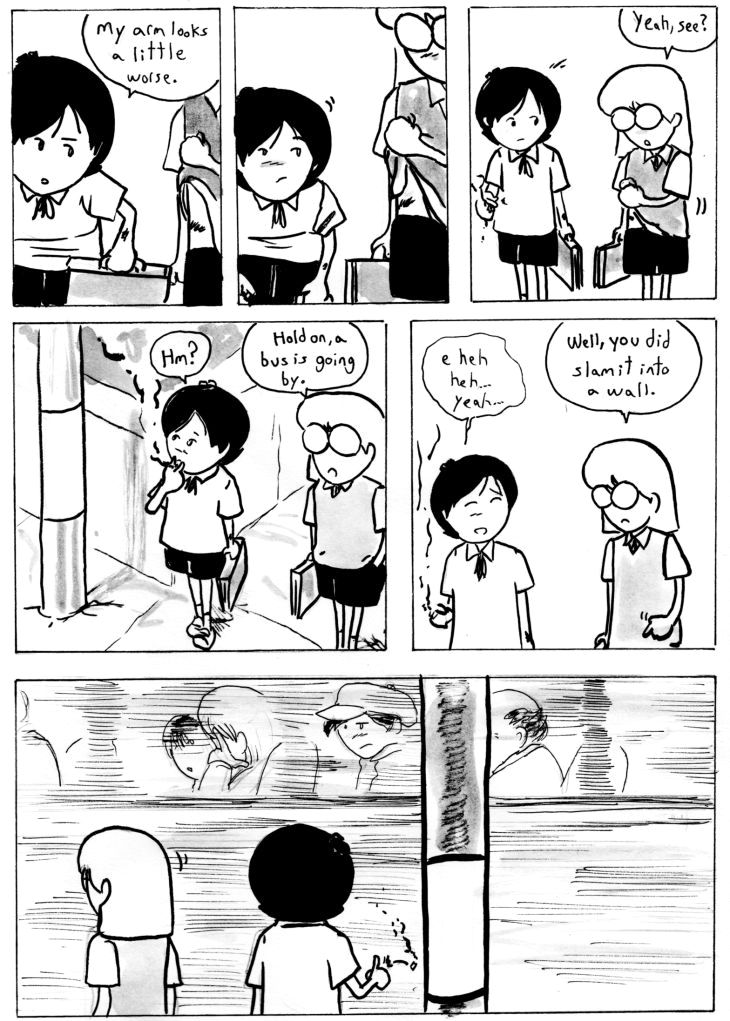 My arm looks
a little
worse.
Yeah, see?
Hm?
Hold on, a
bus is going
by.
e heh
heh...
yeah...
Well, you did
slam it into
a wall.